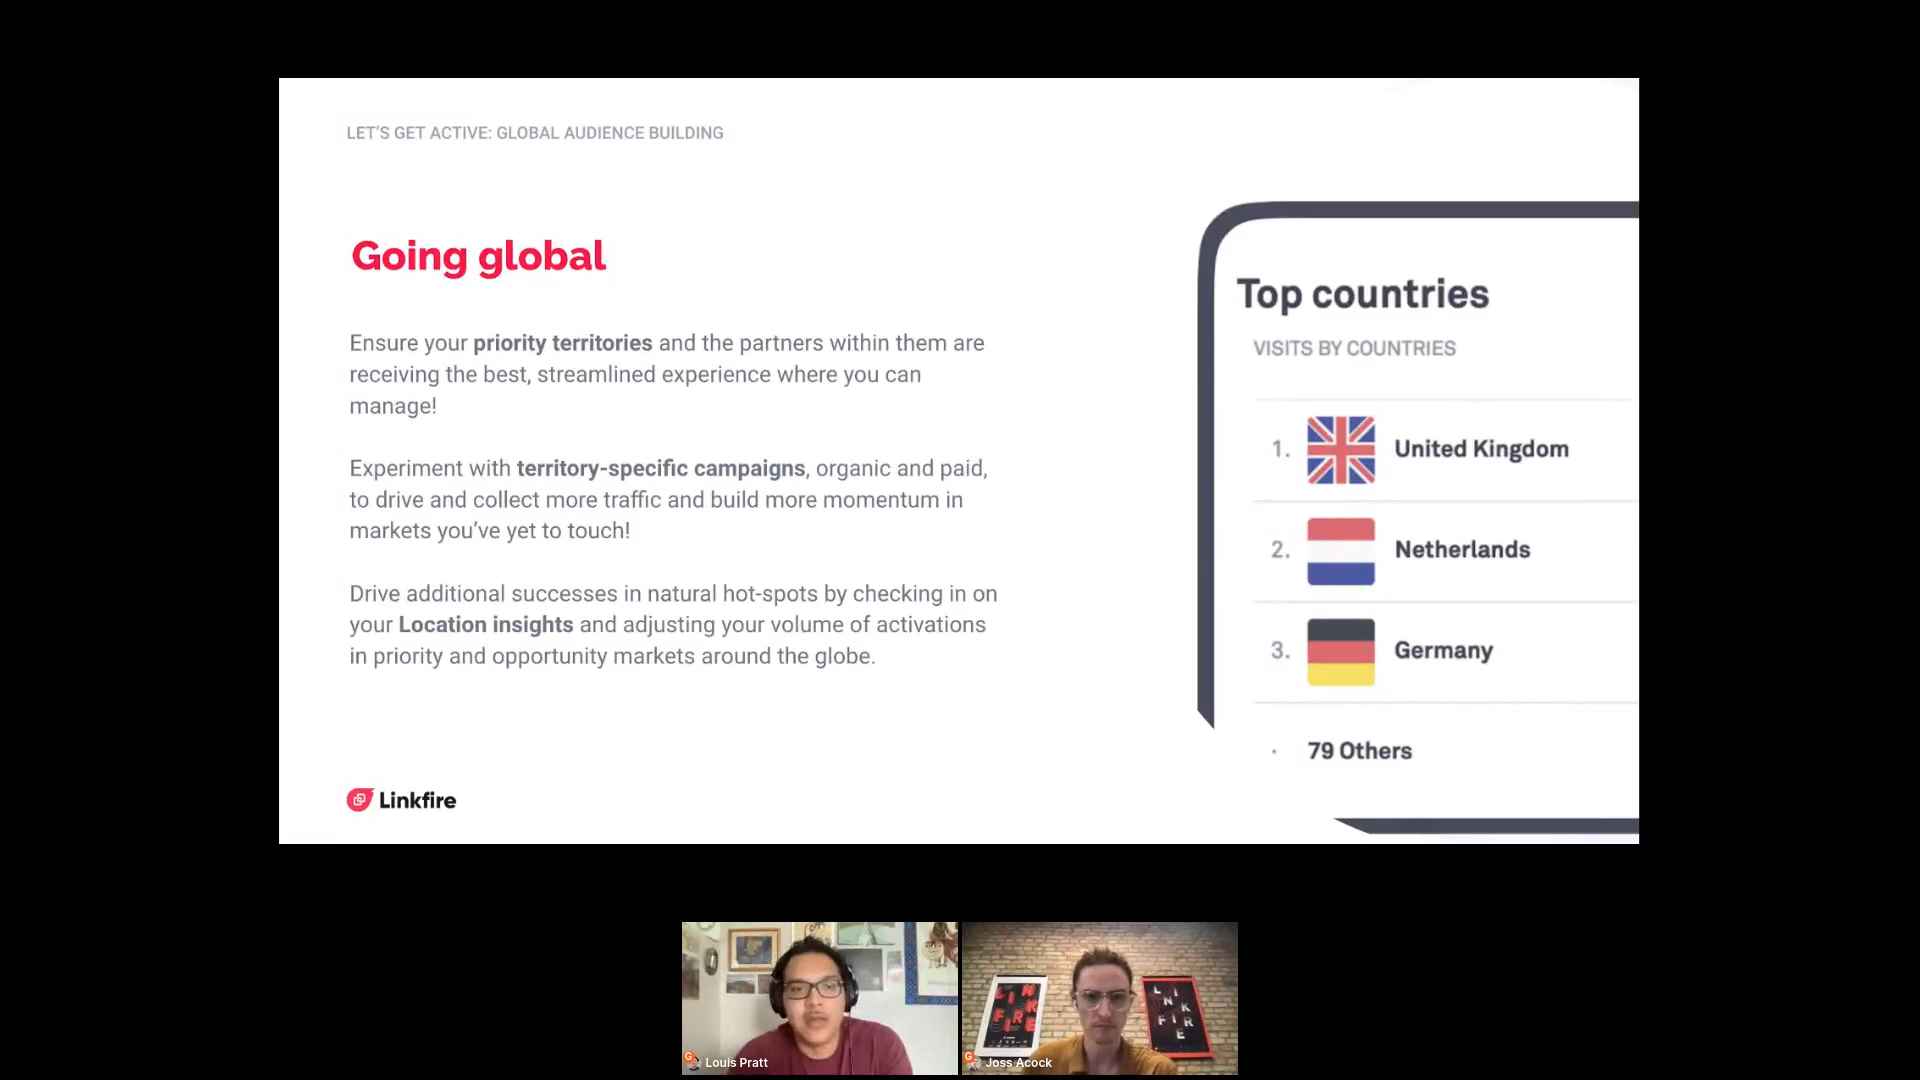 LET'S GET ACTIVE: GLOBAL AUDIENCE BUILDING
Going global
Ensure your priority territories and the partners within them are
receiving the best, streamlined experience where you can
manage!
Experiment with territory-specific campaigns, organic and paid,
to drive and collect more traffic and build more momentum in
markets you've yet to touch!
Drive additional successes in natural hot-spots by checking in on
your Location insights and adjusting your volume of activations
in priority and opportunity markets around the globe.
Linkfire
Top countries
VISITS BY COUNTRIES
1. United Kingdom
2. Netherlands
3. Germany
· 79 Others
G Louis Pratt
G Joss Acock
LIN
K
FIRE
LI
NK
FIR
E